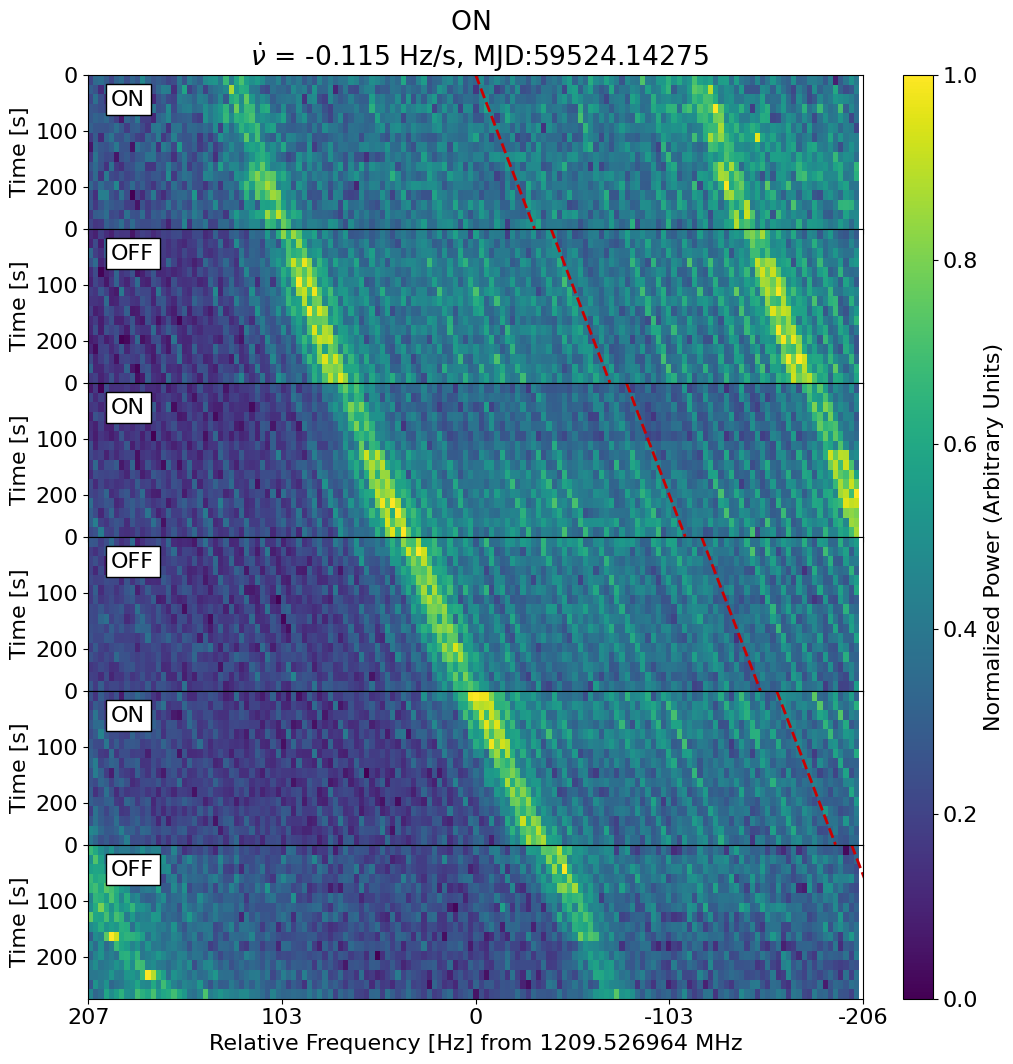 ON
ν̇ = -0.115 Hz/s, MJD:59524.14275
0
100
200
Time [s]
ON
0
100
200
Time [s]
OFF
0
100
200
Time [s]
ON
0
100
200
Time [s]
OFF
0
100
200
Time [s]
ON
0
100
200
Time [s]
OFF
207 103 0 -103 -206
Relative Frequency [Hz] from 1209.526964 MHz
1.0
0.8
0.6
0.4
0.2
0.0
Normalized Power (Arbitrary Units)